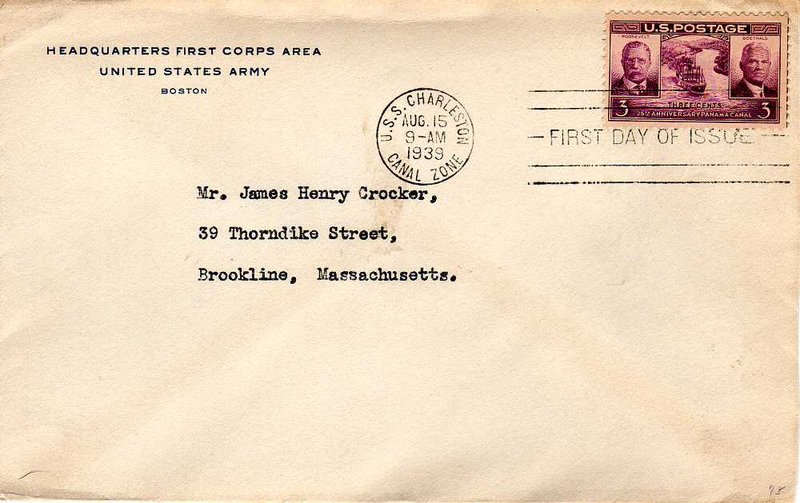 HEADQUARTERS FIRST CORPS AREA
UNITED STATES ARMY
BOSTON
U.S. POSTAGE
ROOSEVELT
GOETHALS
3
THREE CENTS
3
25TH ANNIVERSARY PANAMA CANAL
U.S.S. CHARLESTON
AUG. 15
9-AM
1939
CANAL ZONE
FIRST DAY OF ISSUE
Mr. James Henry Crocker,
39 Thorndike Street,
Brookline, Massachusetts.
75